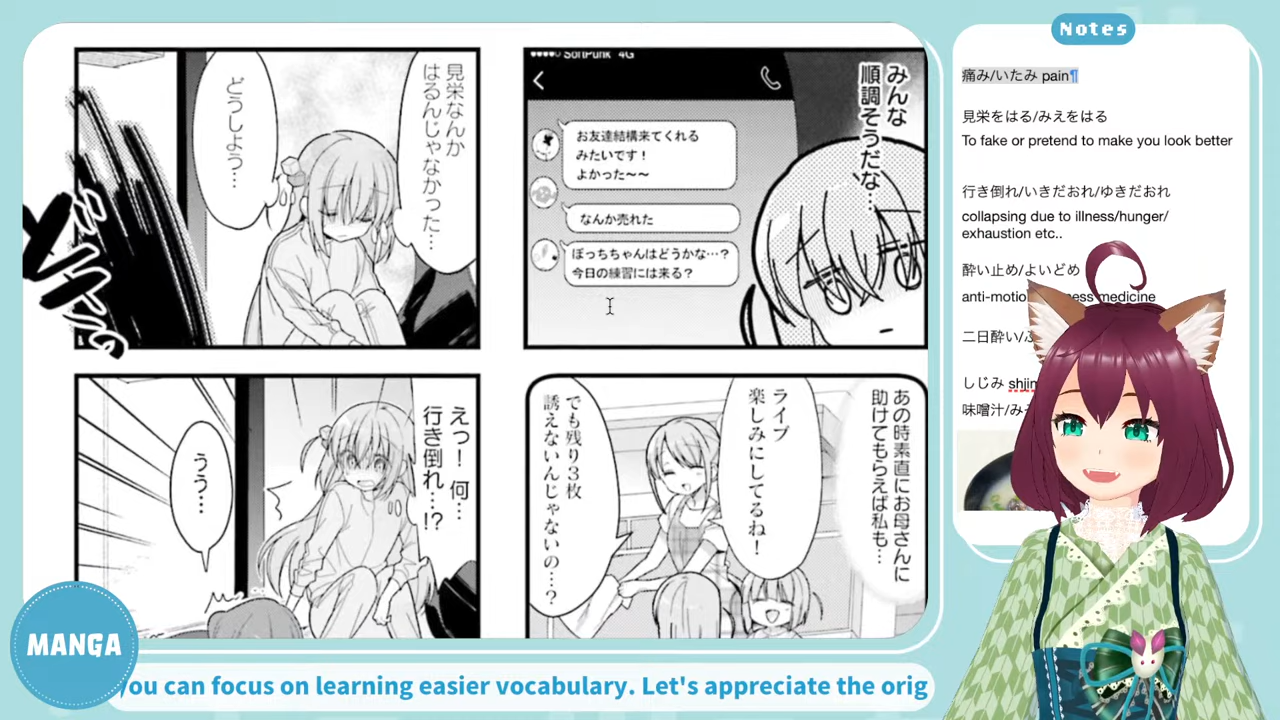 みんな
順調そうだな…
SoftPunk 4G
お友達結構来てくれる
みたいです！
よかった〜〜
なんか売れた
ぼっちちゃんはどうかな…？
今日の練習には来る？
あの時素直にお母さんに
助けてもらえば私も…
ライブ
楽しみにしてるね！
でも残り３枚
誘えないんじゃないの…？
見栄なんか
はるんじゃなかった…
どうしよう…
えっ！何…
行き倒れ…!?
うう…
Notes
痛み/いたみ pain¶
見栄をはる/みえをはる
To fake or pretend to make you look better
行き倒れ/いきだおれ/ゆきだおれ
collapsing due to illness/hunger/
exhaustion etc..
酔い止め/よいどめ
medicine
二日酔い/
しじみ
味噌汁/
MANGA
you can focus on learning easier vocabulary. Let's appreciate the orig